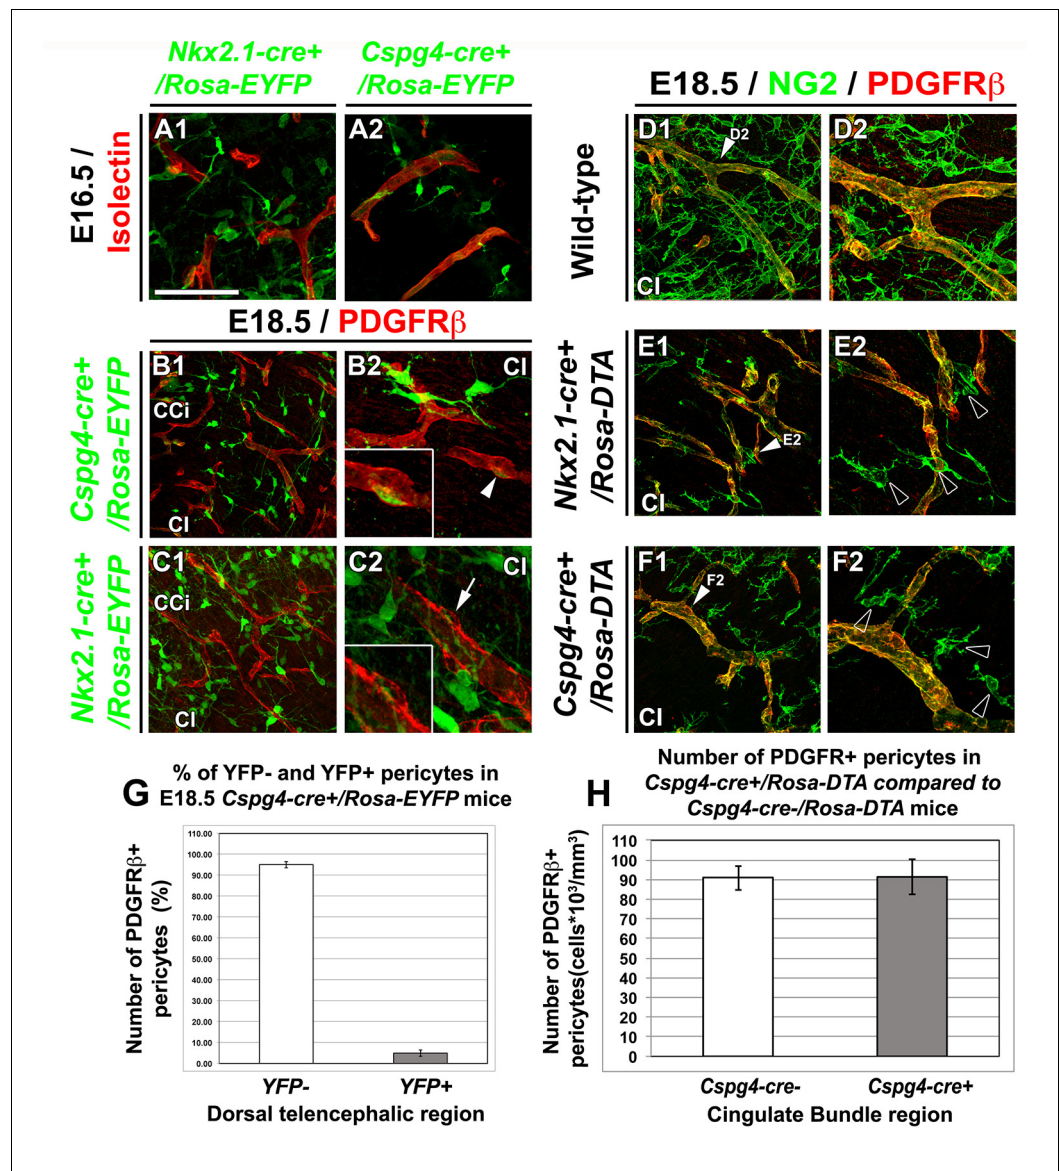 Nkx2.1-cre+
/Rosa-EYFP
Cspg4-cre+
/Rosa-EYFP
E16.5 /
Isolectin
A1
A2
E18.5 / PDGFRβ
Cspg4-cre+
/Rosa-EYFP
B1
CCi
CI
B2
CI
Nkx2.1-cre+
/Rosa-EYFP
C1
CCi
CI
C2
CI
E18.5 / NG2 / PDGFRβ
Wild-type
D1
D2
CI
D2
Nkx2.1-cre+
/Rosa-DTA
E1
E2
CI
E2
Cspg4-cre+
/Rosa-DTA
F1
F2
CI
F2
G
% of YFP- and YFP+ pericytes in
E18.5 Cspg4-cre+/Rosa-EYFP mice
Number of PDGFRβ+
pericytes (%)
100.00
90.00
80.00
70.00
60.00
50.00
40.00
30.00
20.00
10.00
0.00
YFP-
YFP+
Dorsal telencephalic region
H
Number of PDGFR+ pericytes in
Cspg4-cre+/Rosa-DTA compared to
Cspg4-cre-/Rosa-DTA mice
Number of PDGFRβ+
pericytes(cells*10³/mm³)
110
100
90
80
70
60
50
40
30
20
10
0
Cspg4-cre-
Cspg4-cre+
Cingulate Bundle region